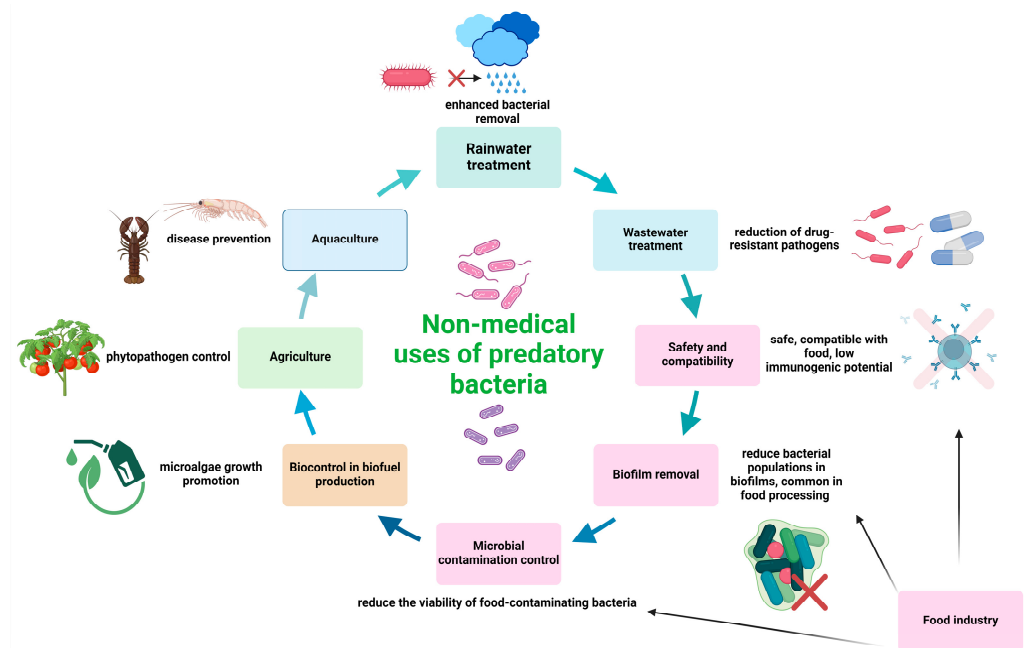 enhanced bacterial
removal
Rainwater
treatment
disease prevention
Aquaculture
Wastewater
treatment
reduction of drug-
resistant pathogens
Non-medical
uses of predatory
bacteria
phytopathogen control
Agriculture
Safety and
compatibility
safe, compatible with
food, low
immunogenic potential
microalgae growth
promotion
Biocontrol in biofuel
production
Biofilm removal
reduce bacterial
populations in
biofilms, common in
food processing
Microbial
contamination control
reduce the viability of food-contaminating bacteria
Food industry